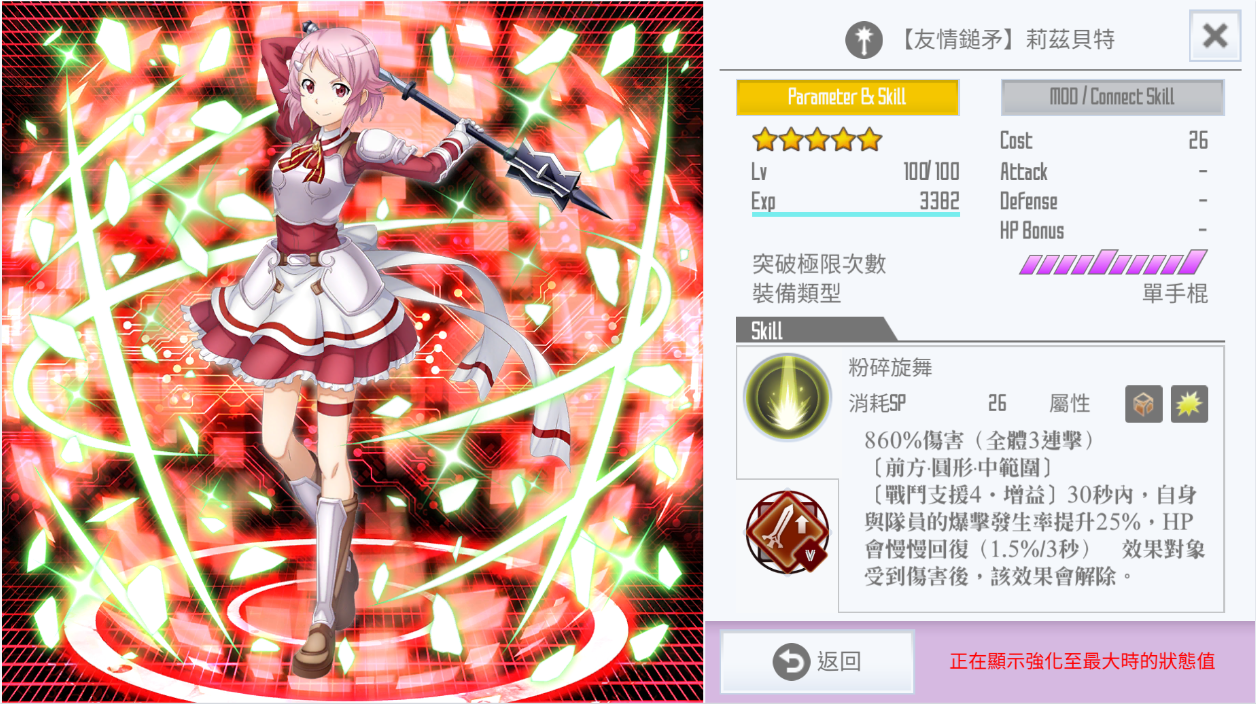 【友情鎚矛】莉茲貝特
Parameter & Skill
MOD / Connect Skill
Lv 100/100
Exp 3382
Cost 26
Attack -
Defense -
HP Bonus -
突破極限次數
裝備類型 單手棍
Skill
粉碎旋舞
消耗SP 26 屬性
860%傷害（全體3連擊）
〔前方·圓形·中範圍〕
〔戰鬥支援4・增益〕30秒內，自身
與隊員的爆擊發生率提升25%，HP
會慢慢回復（1.5%/3秒）　效果對象
受到傷害後，該效果會解除。
V
返回
正在顯示強化至最大時的狀態值